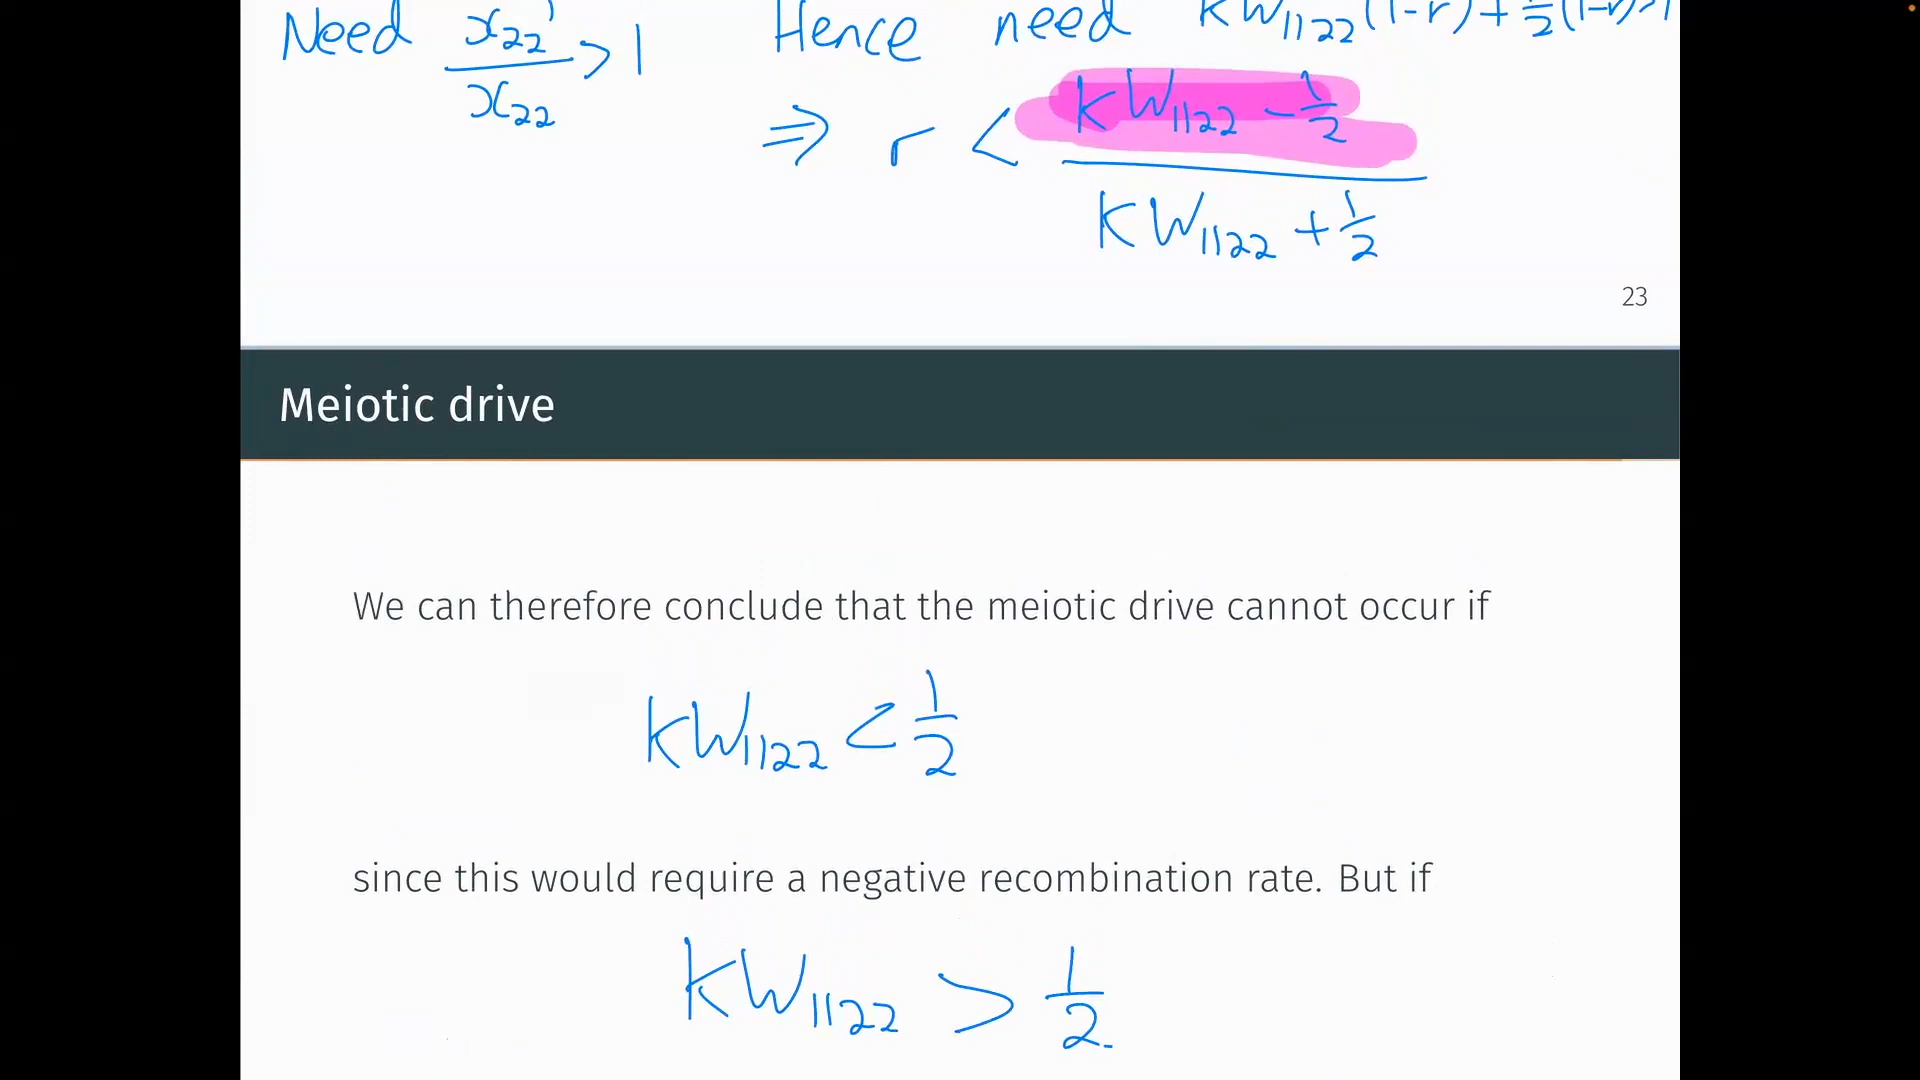 Need x₂₂'/x₂₂ > 1 Hence need KW₁₁₂₂(1-r) + 1/2(1-r)>1
⇒ r < (KW₁₁₂₂ - 1/2)/(KW₁₁₂₂ + 1/2)
23
Meiotic drive
We can therefore conclude that the meiotic drive cannot occur if
KW₁₁₂₂ < 1/2
since this would require a negative recombination rate. But if
KW₁₁₂₂ > 1/2.